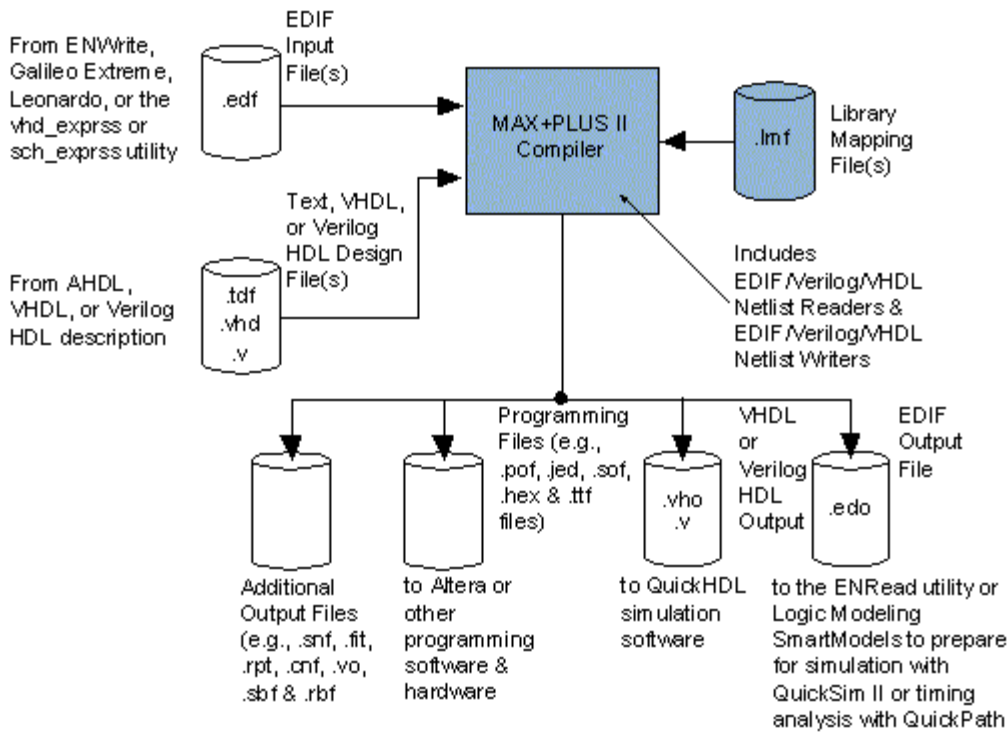 From ENWrite,
Galileo Extreme,
Leonardo, or the
vhd_exprss or
sch_exprss utility
.edf
EDIF
Input
File(s)
MAX+PLUS II
Compiler
.lmf
Library
Mapping
File(s)
Text, VHDL,
or Verilog
HDL Design
File(s)
From AHDL,
VHDL, or Verilog
HDL description
.tdf
.vhd
.v
Includes
EDIF/Verilog/VHDL
Netlist Readers &
EDIF/Verilog/VHDL
Netlist Writers
Programming
Files (e.g.,
.pof, .jed, .sof,
.hex & .ttf
files)
.vho
.v
VHDL
or
Verilog
HDL
Output
.edo
EDIF
Output
File
Additional
Output Files
(e.g., .snf, .fit,
.rpt, .cnf, .vo,
.sbf & .rbf
to Altera or
other
programming
software &
hardware
to QuickHDL
simulation
software
to the ENRead utility or
Logic Modeling
SmartModels to prepare
for simulation with
QuickSim II or timing
analysis with QuickPath